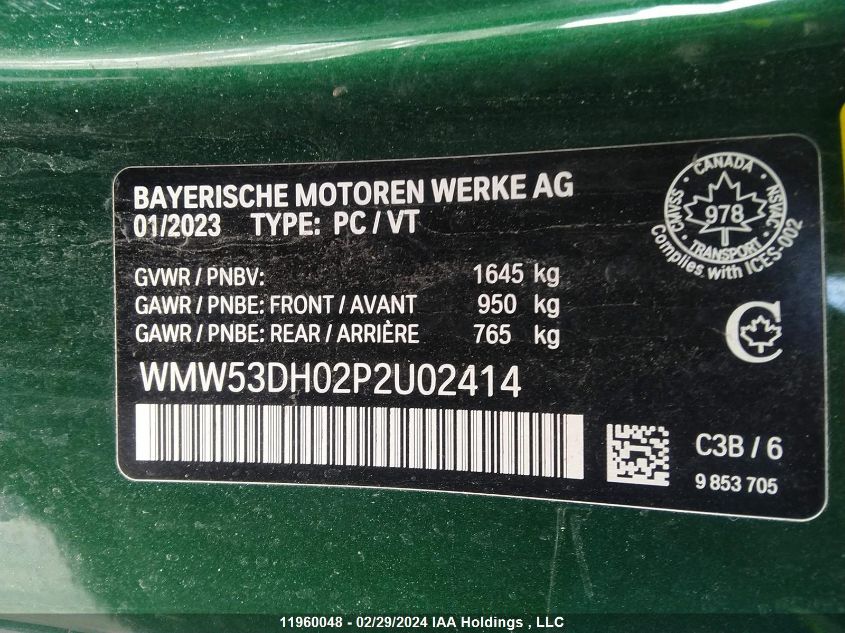 BAYERISCHE MOTOREN WERKE AG
01/2023 TYPE: PC / VT
GVWR / PNBV: 1645 kg
GAWR / PNBE: FRONT / AVANT 950 kg
GAWR / PNBE: REAR / ARRIÈRE 765 kg
WMW53DH02P2U02414
CANADA
CMVSS NSVAC
978
TRANSPORT
Complies with ICES-002
C
C3B / 6
9 853 705
11960048 - 02/29/2024 IAA Holdings , LLC